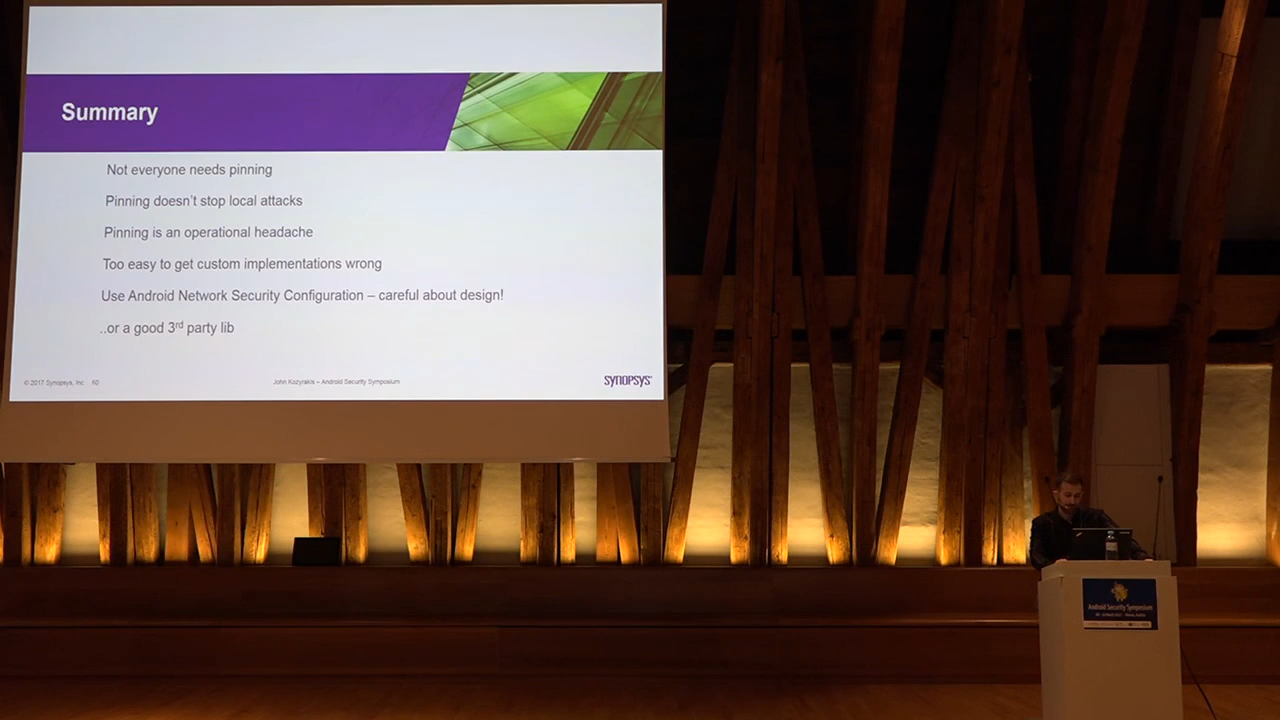 Summary
Not everyone needs pinning
Pinning doesn't stop local attacks
Pinning is an operational headache
Too easy to get custom implementations wrong
Use Android Network Security Configuration – careful about design!
..or a good 3rd party lib
© 2017 Synopsys, Inc 60
John Kozyrakis – Android Security Symposium
SYNOPSYS
Android Security Symposium